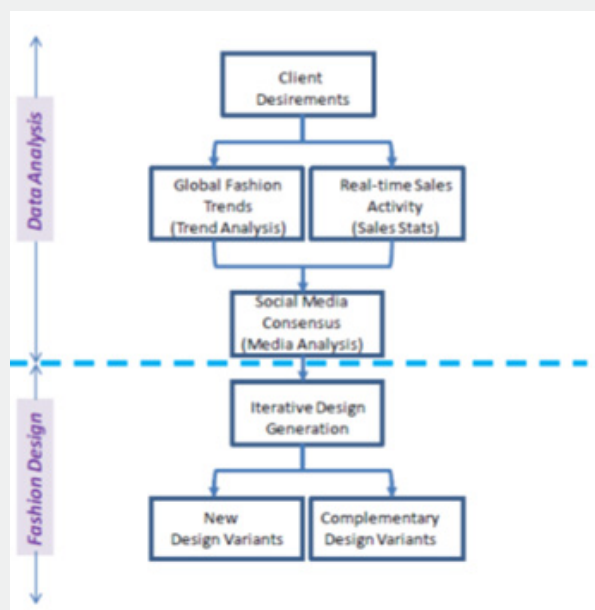 Client
Desirements
Data Analysis
Global Fashion
Trends
(Trend Analysis)
Real-time Sales
Activity
(Sales Stats)
Social Media
Consensus
(Media Analysis)
Iterative Design
Generation
Fashion Design
New
Design Variants
Complementary
Design Variants